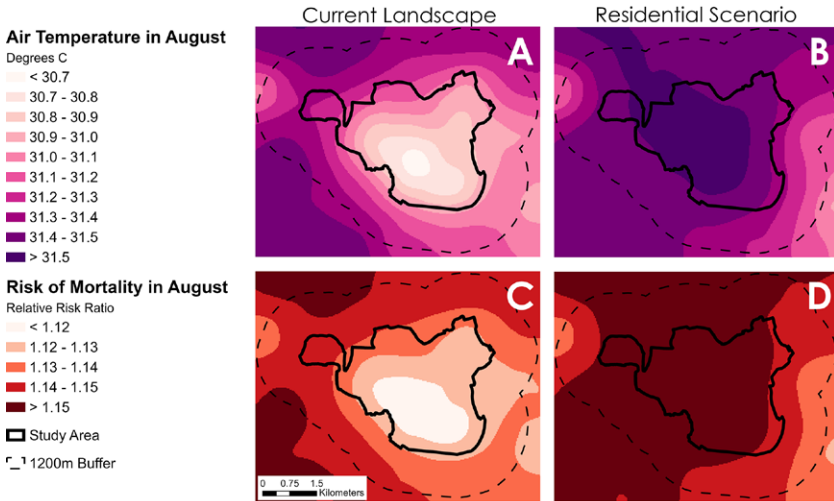 Current Landscape
Residential Scenario
Air Temperature in August
Degrees C
< 30.7
30.7 - 30.8
30.8 - 30.9
30.9 - 31.0
31.0 - 31.1
31.1 - 31.2
31.2 - 31.3
31.3 - 31.4
31.4 - 31.5
> 31.5
A
B
Risk of Mortality in August
Relative Risk Ratio
< 1.12
1.12 - 1.13
1.13 - 1.14
1.14 - 1.15
> 1.15
Study Area
1200m Buffer
C
D
0 0.75 1.5
Kilometers